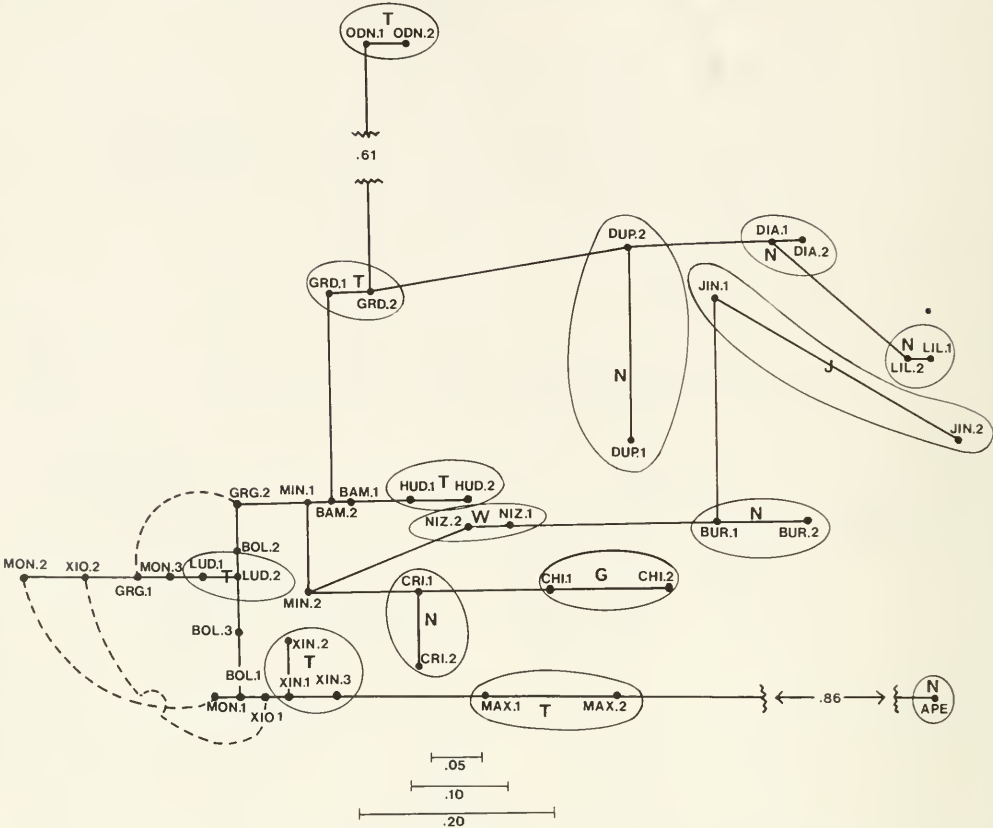 T
ODN.1 ODN.2
.61
DUP.2
DIA.1
N
DIA.2
GRD.1 T
GRD.2
JIN.1
N LIL.1
LIL.2
J
N
JIN.2
DUP.1
GRG.2 MIN.1 BAM.1
BAM.2
HUD.1 T HUD.2
NIZ.2 W NIZ.1
BUR.1 N BUR.2
BOL.2
MON.2 XIO.2 MON.3 LUD.1
GRG.1
T LUD.2
MIN.2
CRI.1
CHI.1 G CHI.2
N
BOL.3
CRI.2
XIN.2
T
BOL.1
XIN.1 XIN.3
MON.1
XIO.1
MAX.1 T MAX.2
.86
N
APE
.05
.10
.20